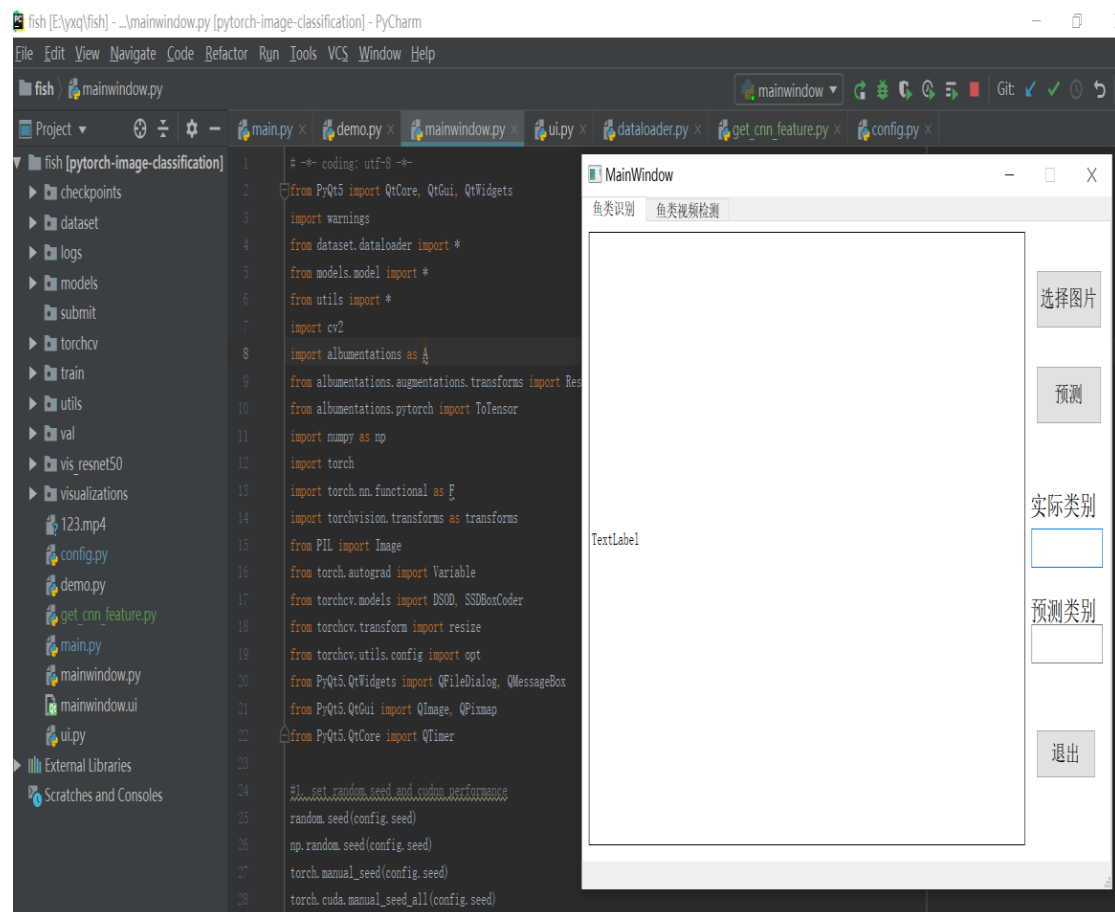 fish [E:\yxq\fish] - ...\mainwindow.py [pytorch-image-classification] - PyCharm
File Edit View Navigate Code Refactor Run Tools VCS Window Help
fish mainwindow.py
mainwindow
Git:
Project
main.py
demo.py
mainwindow.py
ui.py
dataloader.py
get_cnn_feature.py
config.py
fish [pytorch-image-classification]
checkpoints
dataset
logs
models
submit
torchcv
train
utils
val
vis_resnet50
visualizations
123.mp4
config.py
demo.py
get_cnn_feature.py
main.py
mainwindow.py
mainwindow.ui
ui.py
External Libraries
Scratches and Consoles
1 # -*- coding: utf-8 -*-
2 from PyQt5 import QtCore, QtGui, QtWidgets
3 import warnings
4 from dataset.dataloader import *
5 from models.model import *
6 from utils import *
7 import cv2
8 import albumentations as A
9 from albumentations.augmentations.transforms import Res
10 from albumentations.pytorch import ToTensor
11 import numpy as np
12 import torch
13 import torch.nn.functional as F
14 import torchvision.transforms as transforms
15 from PIL import Image
16 from torch.autograd import Variable
17 from torchcv.models import DSOD, SSDBoxCoder
18 from torchcv.transform import resize
19 from torchcv.utils.config import opt
20 from PyQt5.QtWidgets import QFileDialog, QMessageBox
21 from PyQt5.QtGui import QImage, QPixmap
22 from PyQt5.QtCore import QTimer
23
24 #1. set random.seed and cudnn performance
25 random.seed(config.seed)
26 np.random.seed(config.seed)
27 torch.manual_seed(config.seed)
28 torch.cuda.manual_seed_all(config.seed)
MainWindow
鱼类识别 鱼类视频检测
TextLabel
选择图片
预测
实际类别
预测类别
退出